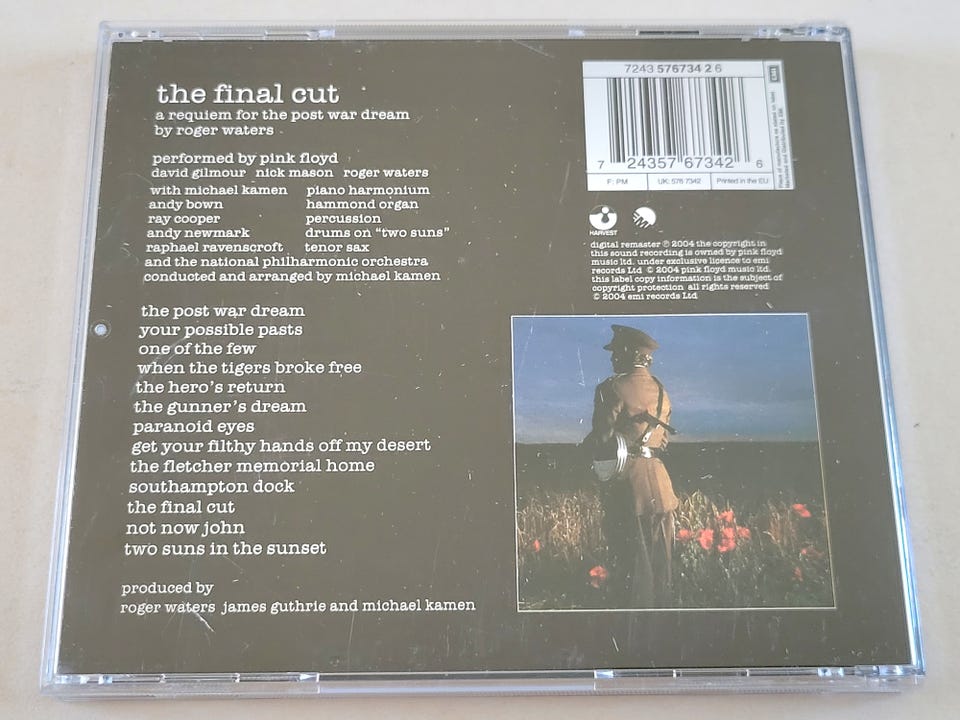 the final cut
a requiem for the post war dream
by roger waters
performed by pink floyd
david gilmour nick mason roger waters
with michael kamen piano harmonium
andy bown hammond organ
ray cooper percussion
andy newmark drums on "two suns"
raphael ravenscroft tenor sax
and the national philharmonic orchestra
conducted and arranged by michael kamen
the post war dream
your possible pasts
one of the few
when the tigers broke free
the hero's return
the gunner's dream
paranoid eyes
get your filthy hands off my desert
the fletcher memorial home
southampton dock
the final cut
not now john
two suns in the sunset
produced by
roger waters james guthrie and michael kamen
7243 576734 2 6
EMI
7 24357 67342 6
F: PM UK: 576 7342 Printed in the EU
HARVEST EMI
digital remaster ℗ 2004 the copyright in
this sound recording is owned by pink floyd
music ltd. under exclusive licence to emi
records Ltd © 2004 pink floyd music ltd.
this label copy information is the subject of
copyright protection all rights reserved
© 2004 emi records Ltd